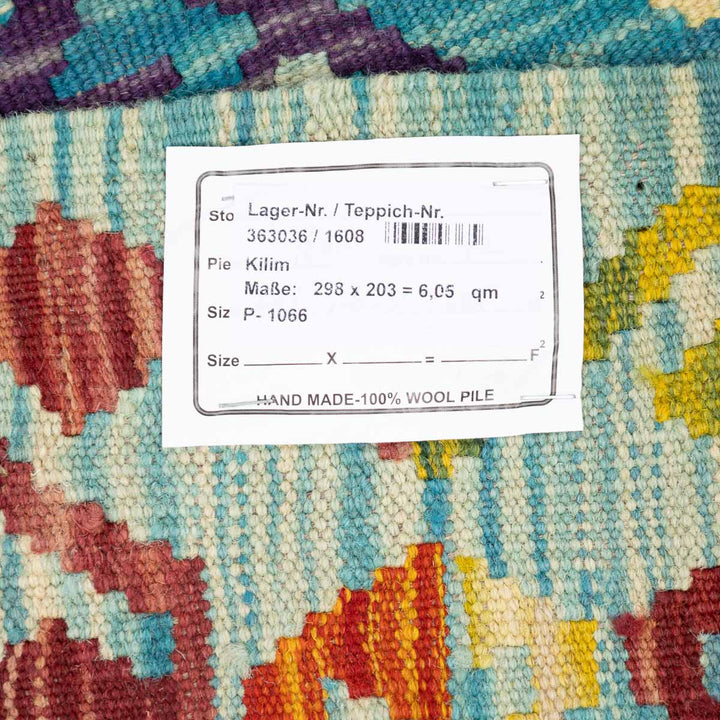 Sto Lager-Nr. / Teppich-Nr.
363036 / 1608
Pie Kilim
Maße: 298 x 203 = 6,05 qm 2
Siz P- 1066
Size X = F2
HAND MADE-100% WOOL PILE